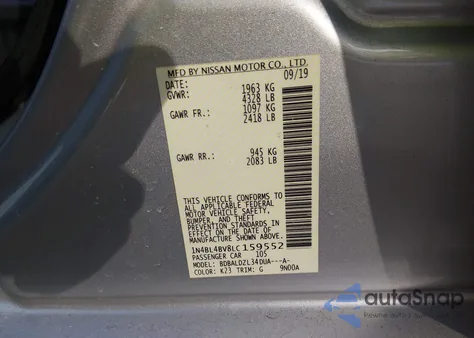 MFD BY NISSAN MOTOR CO., LTD.
DATE: 09/19
GVWR: 1963 KG
4328 LB
GAWR FR.: 1097 KG
2418 LB
GAWR RR.: 945 KG
2083 LB
THIS VEHICLE CONFORMS TO
ALL APPLICABLE FEDERAL
MOTOR VEHICLE SAFETY,
BUMPER, AND THEFT
PREVENTION STANDARDS
IN EFFECT ON THE DATE OF
MANUFACTURE SHOWN ABOVE.
1N4BL4BV8LC159552
PASSENGER CAR 105
MODEL: BDBALDZL34DUA---A-
COLOR: K23 TRIM: G 9N00A
autoSnap